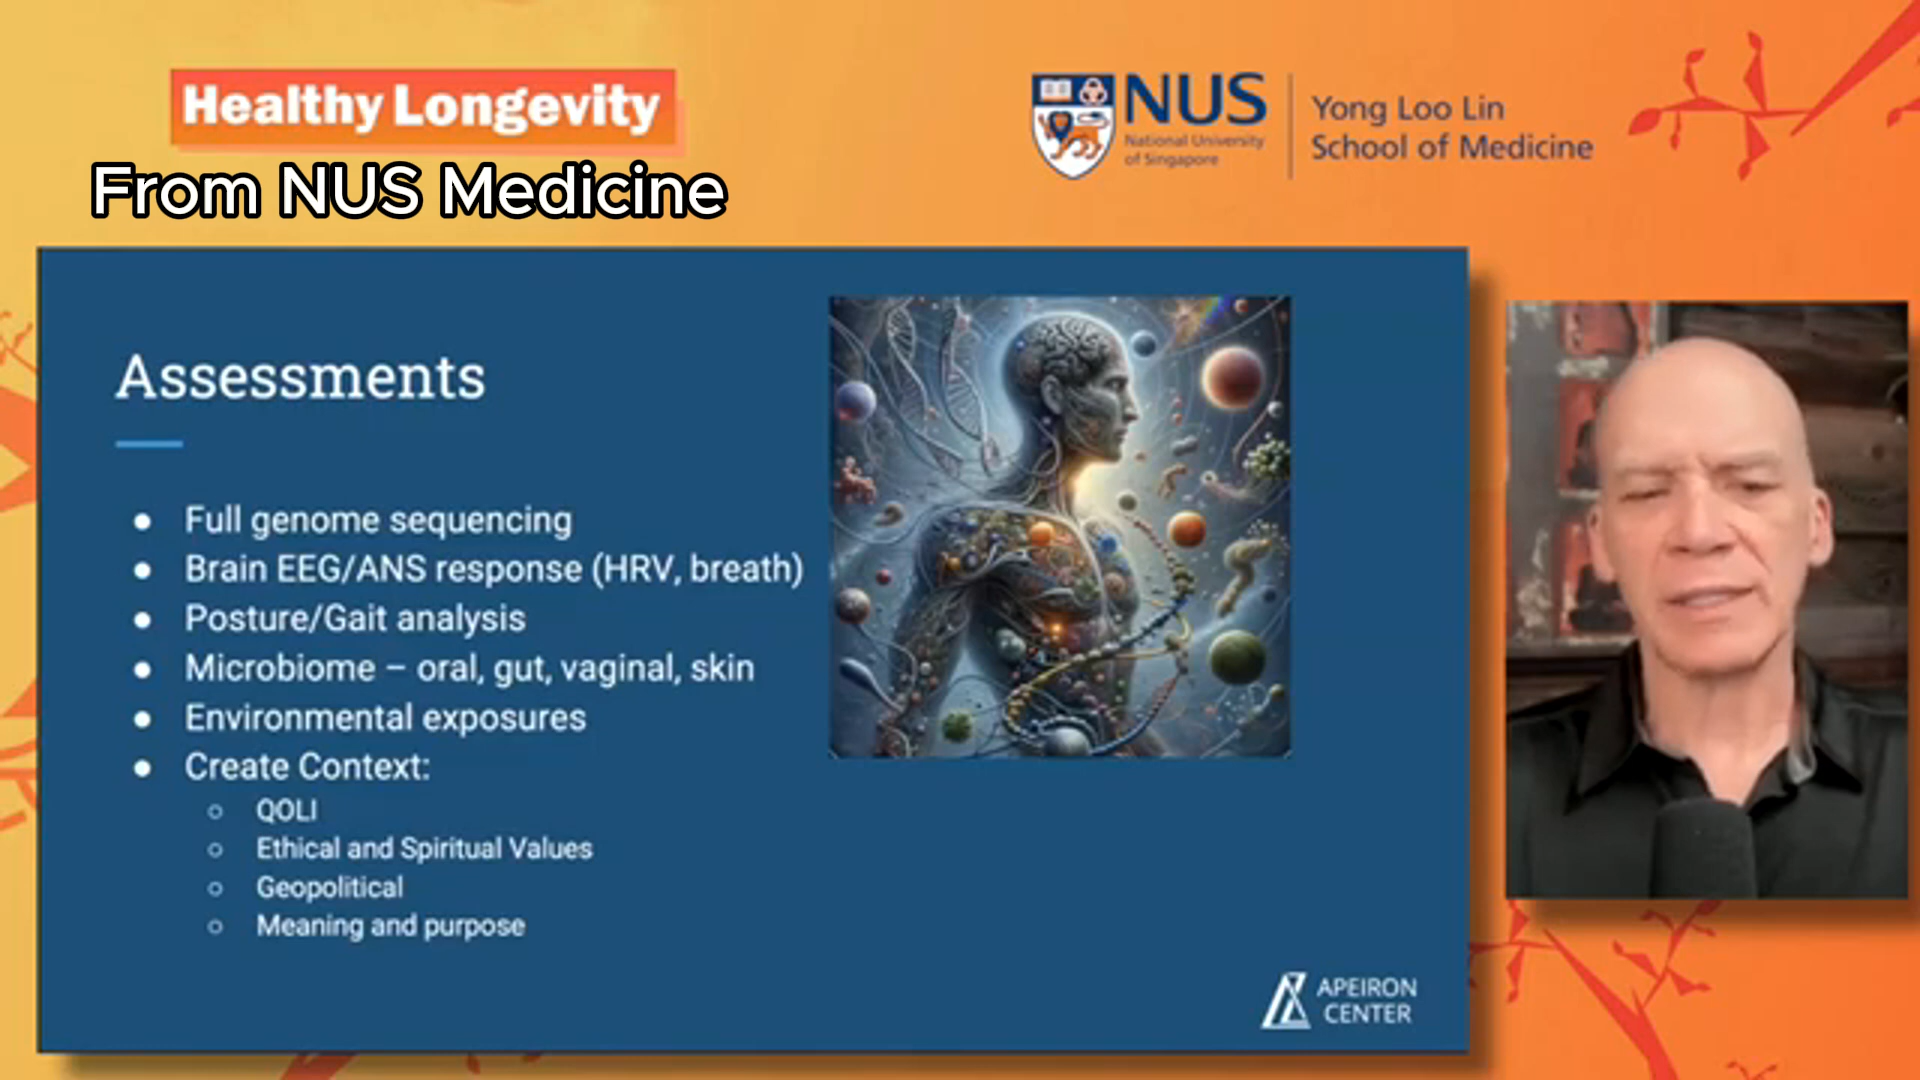 Healthy Longevity
From NUS Medicine
NUS
National University
of Singapore
Yong Loo Lin
School of Medicine
Assessments
● Full genome sequencing
● Brain EEG/ANS response (HRV, breath)
● Posture/Gait analysis
● Microbiome – oral, gut, vaginal, skin
● Environmental exposures
● Create Context:
○ QOLI
○ Ethical and Spiritual Values
○ Geopolitical
○ Meaning and purpose
APEIRON
CENTER